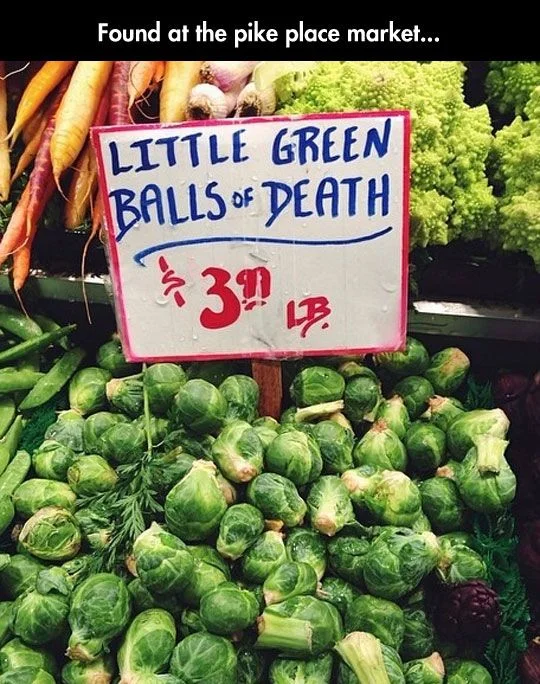 Found at the pike place market...
LITTLE GREEN
BALLS OF DEATH
$ 3.99 LB.